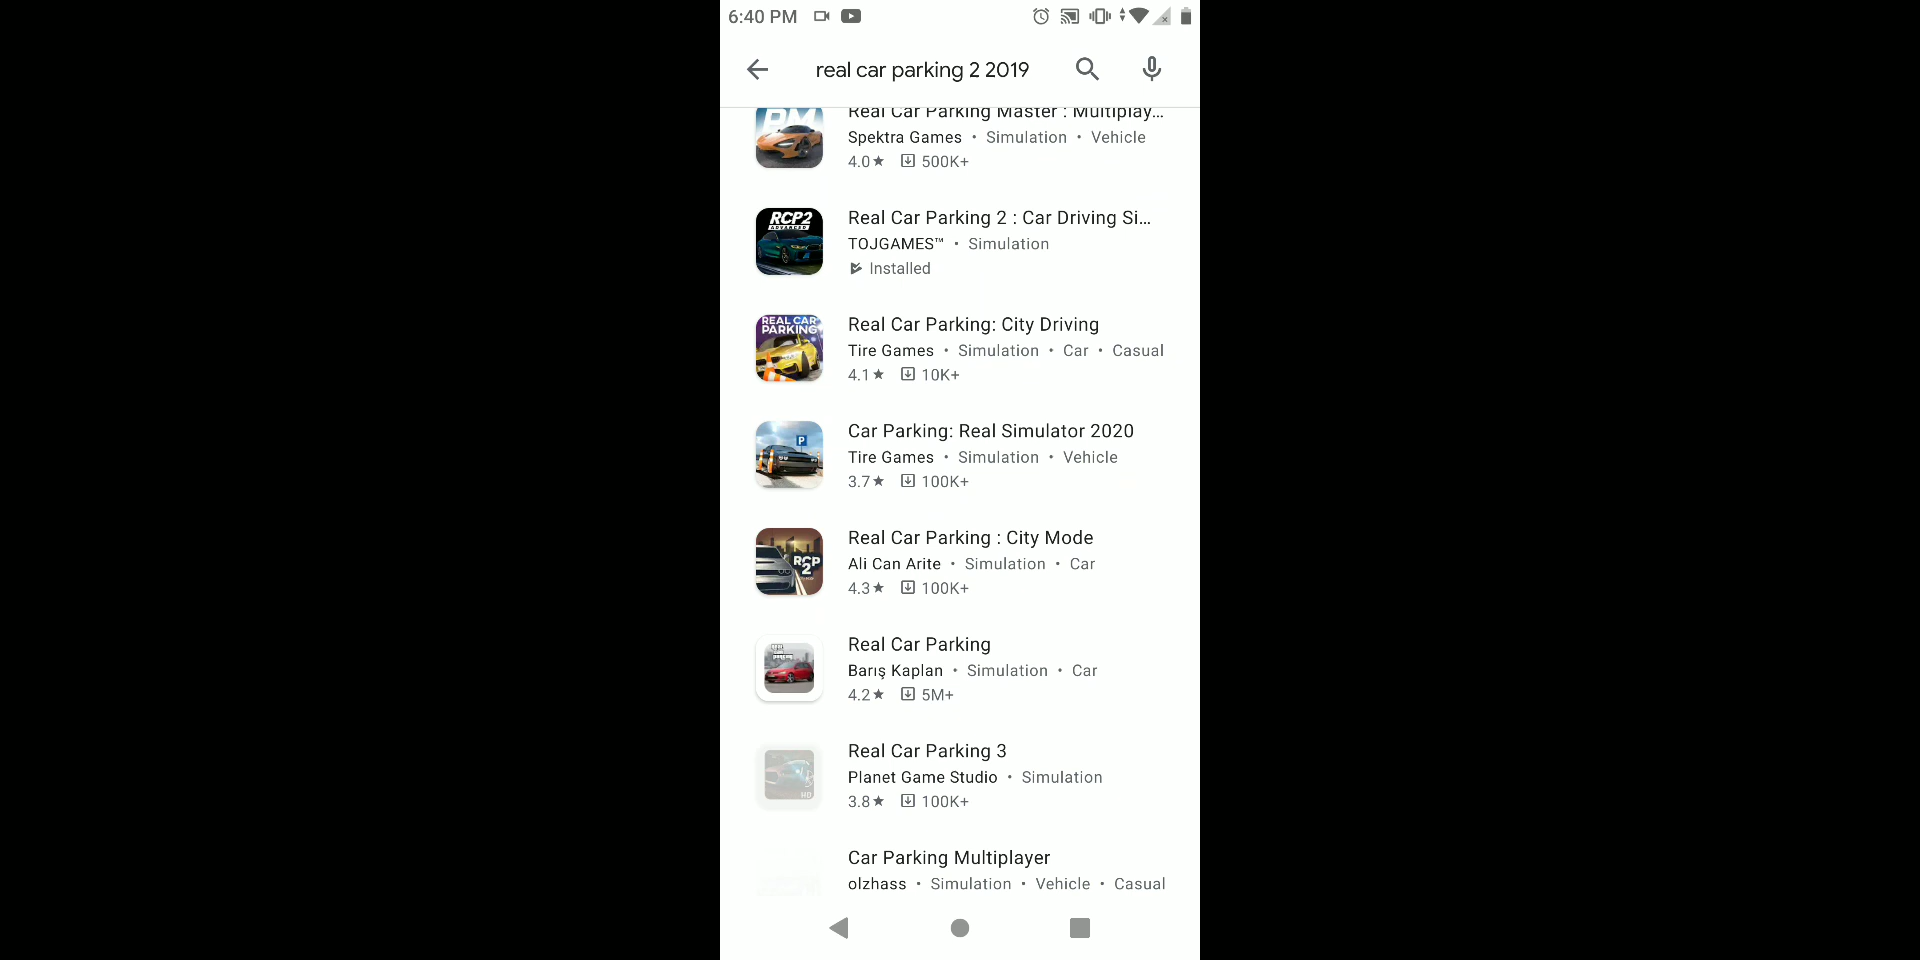 6:40 PM
real car parking 2 2019
Real Car Parking Master : Multiplay...
Spektra Games • Simulation • Vehicle
4.0★ 500K+
RCP2
ADVANCED
Real Car Parking 2 : Car Driving Si...
TOJGAMES™ • Simulation
Installed
REAL CAR
PARKING
Real Car Parking: City Driving
Tire Games • Simulation • Car • Casual
4.1★ 10K+
P
Car Parking: Real Simulator 2020
Tire Games • Simulation • Vehicle
3.7★ 100K+
RCP
2
Real Car Parking : City Mode
Ali Can Arite • Simulation • Car
4.3★ 100K+
Real Car Parking
Barış Kaplan • Simulation • Car
4.2★ 5M+
HD
Real Car Parking 3
Planet Game Studio • Simulation
3.8★ 100K+
Car Parking Multiplayer
olzhass • Simulation • Vehicle • Casual